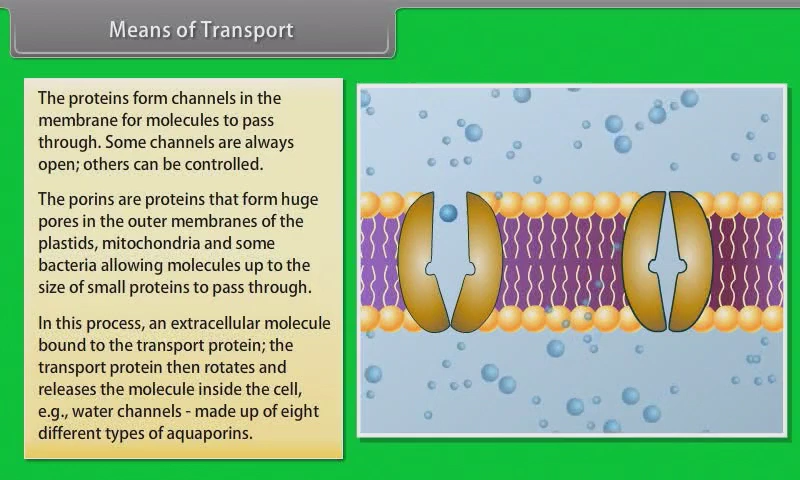 Means of Transport
The proteins form channels in the
membrane for molecules to pass
through. Some channels are always
open; others can be controlled.
The porins are proteins that form huge
pores in the outer membranes of the
plastids, mitochondria and some
bacteria allowing molecules up to the
size of small proteins to pass through.
In this process, an extracellular molecule
bound to the transport protein; the
transport protein then rotates and
releases the molecule inside the cell,
e.g., water channels - made up of eight
different types of aquaporins.